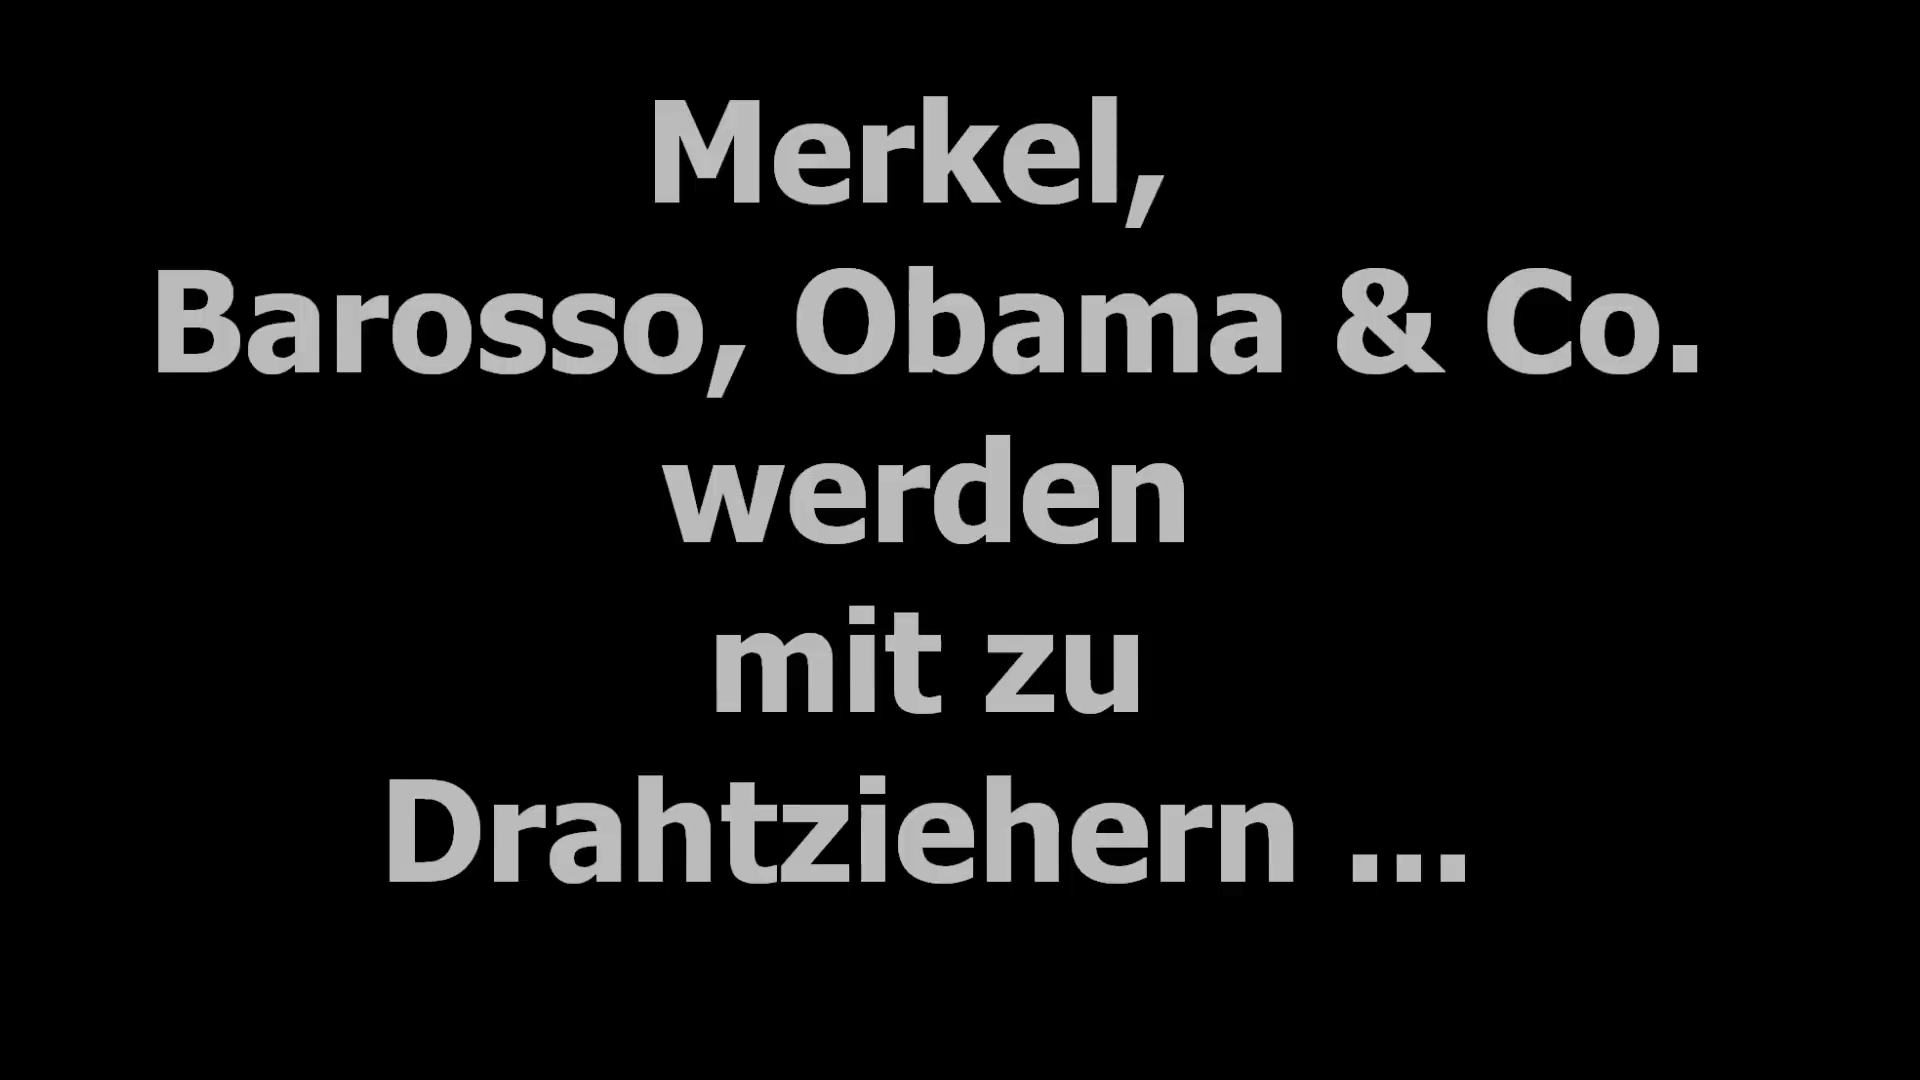 Merkel,
Barosso, Obama & Co.
werden
mit zu
Drahtziehern ...